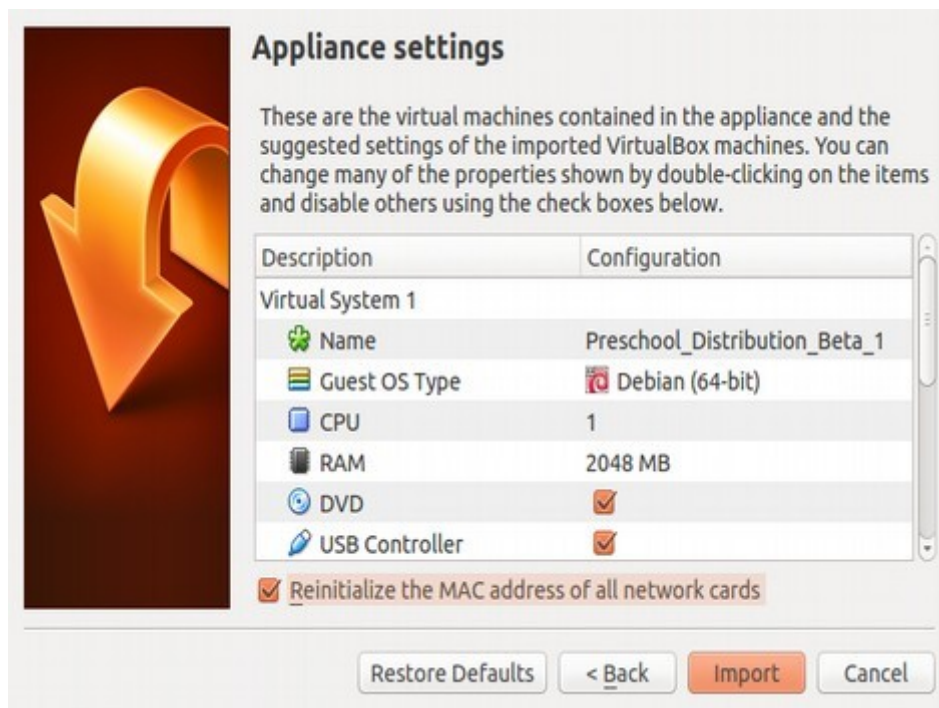 Appliance settings
These are the virtual machines contained in the appliance and the
suggested settings of the imported VirtualBox machines. You can
change many of the properties shown by double-clicking on the items
and disable others using the check boxes below.
Description Configuration
Virtual System 1
Name Preschool_Distribution_Beta_1
Guest OS Type Debian (64-bit)
CPU 1
RAM 2048 MB
DVD
USB Controller
Reinitialize the MAC address of all network cards
Restore Defaults < Back Import Cancel